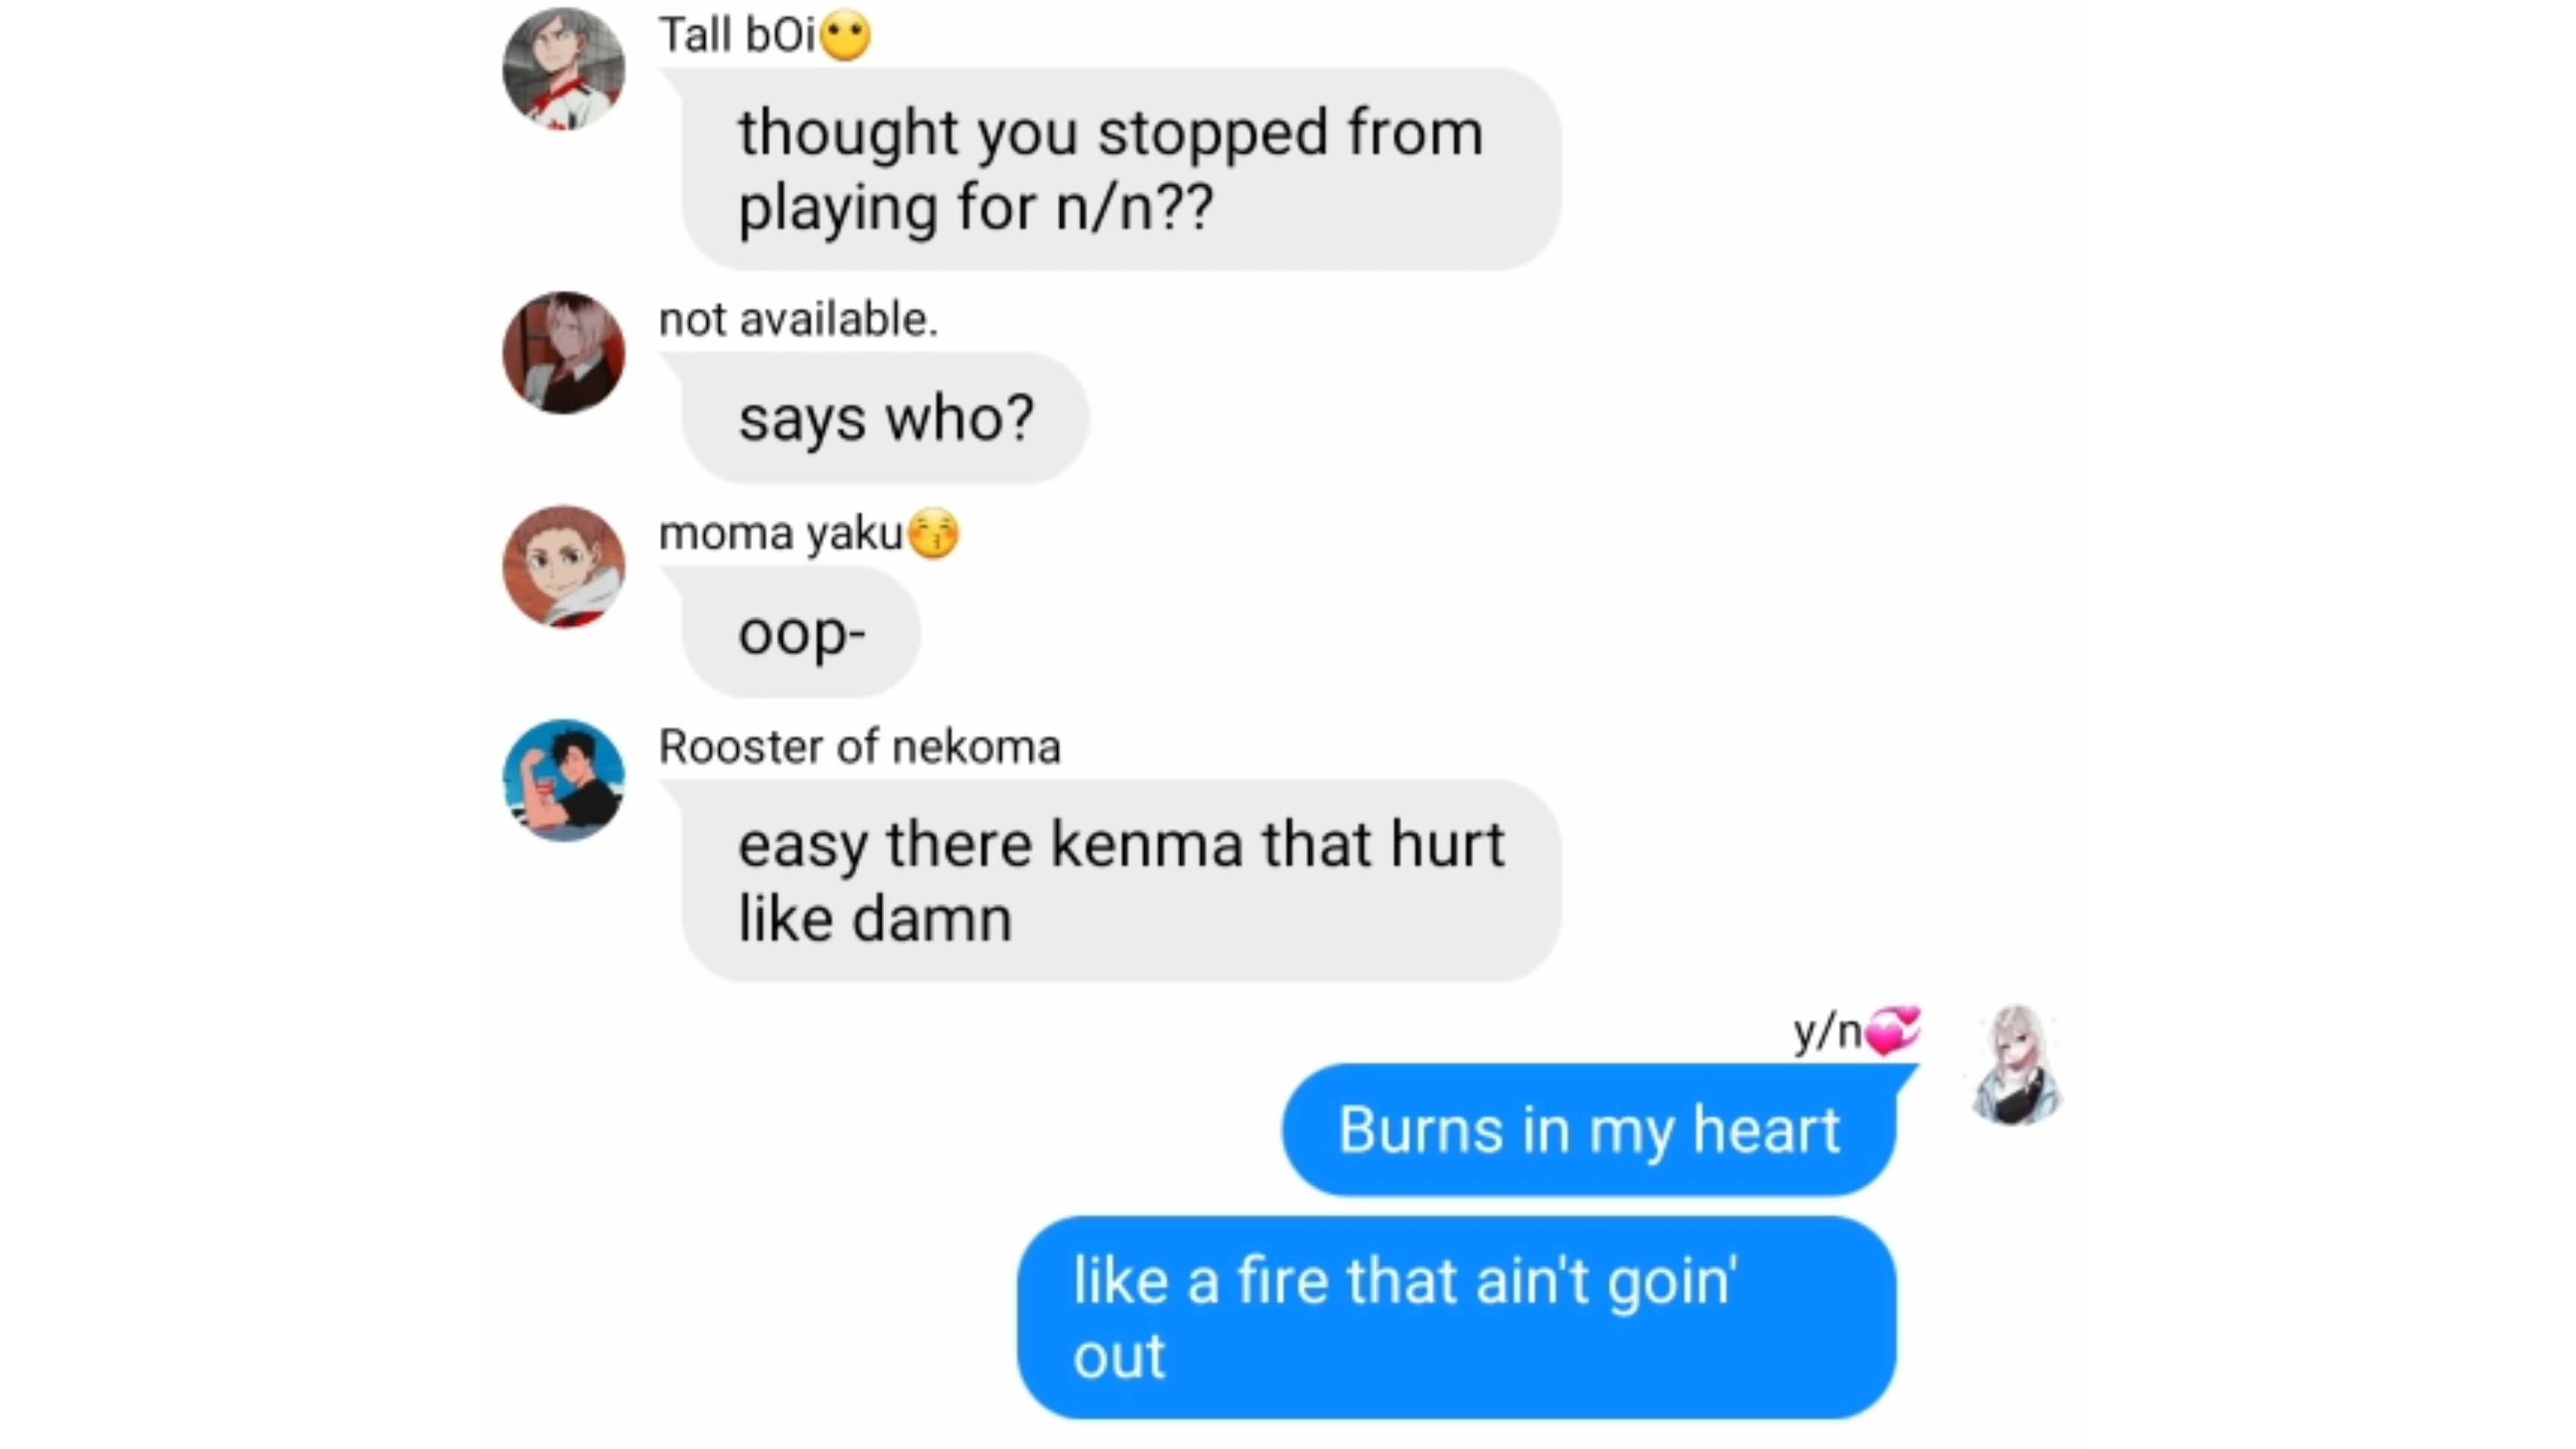 Tall bOi😶
thought you stopped from
playing for n/n??
not available.
says who?
moma yaku😚
oop-
Rooster of nekoma
easy there kenma that hurt
like damn
y/n💞
Burns in my heart
like a fire that ain't goin'
out